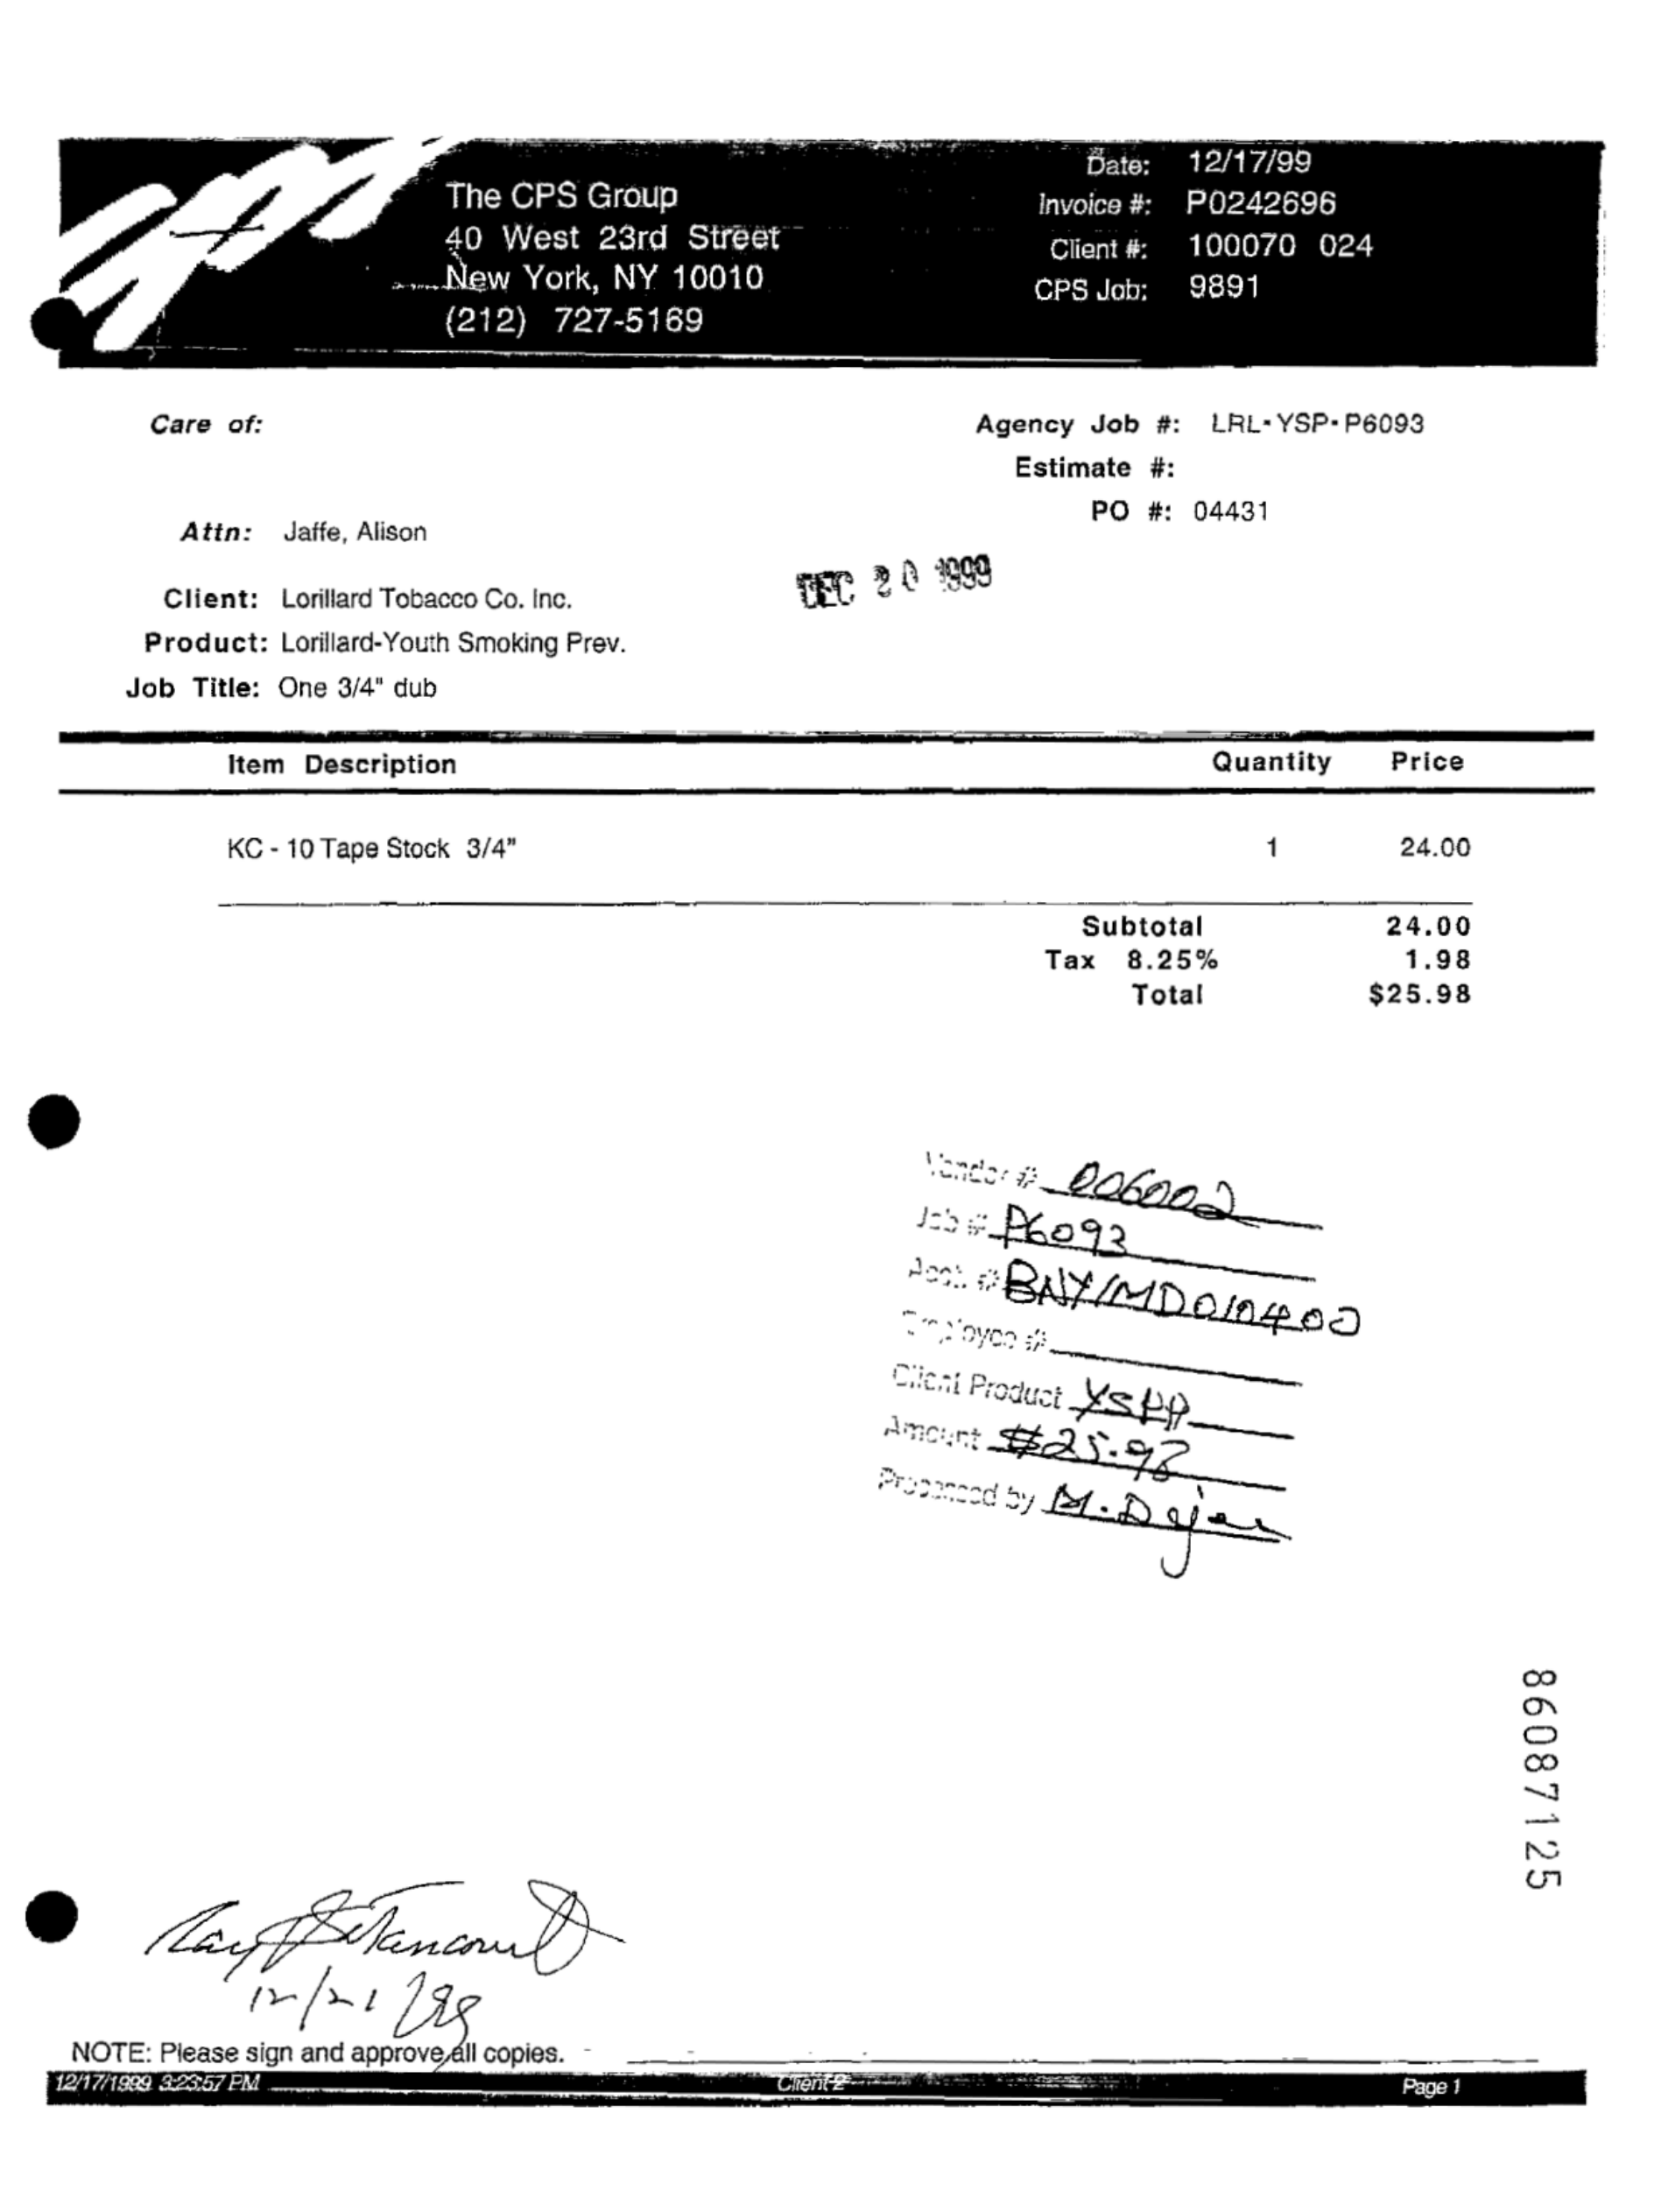 cps
The CPS Group
40 West 23rd Street
New York, NY 10010
(212) 727-5169
Date: 12/17/99
Invoice #: P0242696
Client #: 100070 024
CPS Job: 9891
Care of:
Agency Job #: LRL-YSP-P6093
Estimate #:
PO #: 04431
Attn: Jaffe, Alison
DEC 20 1999
Client: Lorillard Tobacco Co. Inc.
Product: Lorillard-Youth Smoking Prev.
Job Title: One 3/4" dub
Item Description Quantity Price
KC - 10 Tape Stock 3/4" 1 24.00
Subtotal 24.00
Tax 8.25% 1.98
Total $25.98
Vendor # 006002
Job # P6093
Acct. # BNY/MD010400
Employee #
Client Product YSPP
Amount $25.98
Processed by M.
86087125
12/21/99
NOTE: Please sign and approve all copies.
12/17/1999 3:23:57 PM Client-2 Page 1